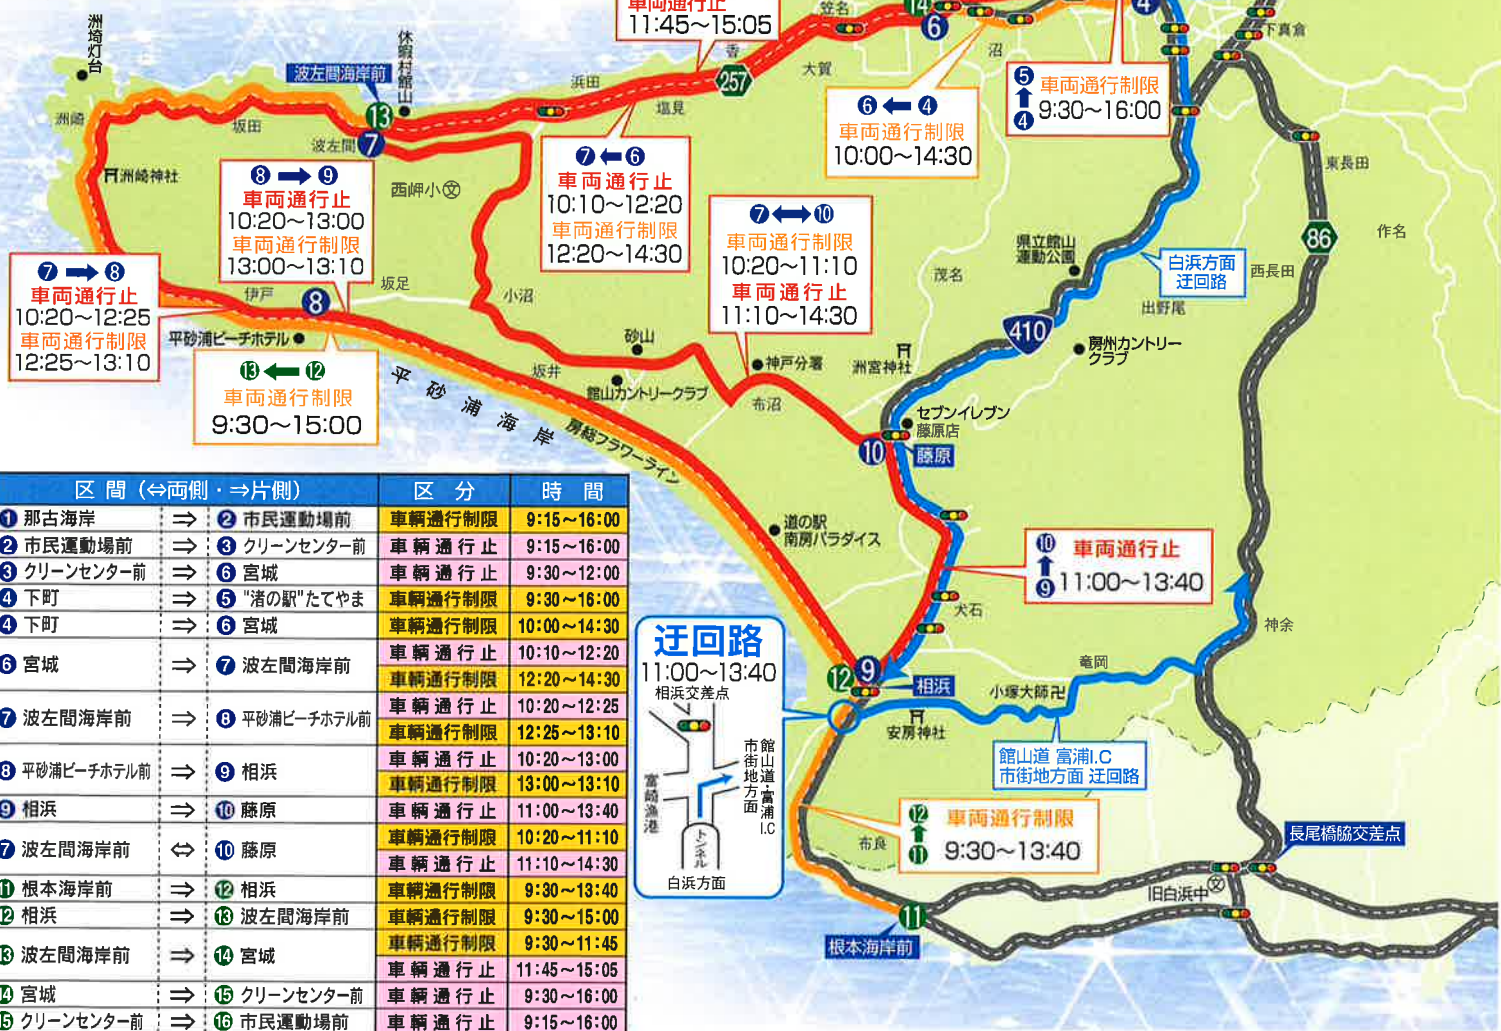 洲埼灯台
洲崎
洲崎神社
坂田
波左間海岸前
休暇村館山
13
7
波左間
西岬小 文
浜田
塩見
香
257
大賀
笠名
沼
14
6
4
下真倉
東長田
86
作名
西長田
出野尾
茂名
県立館山
運動公園
410
房州カントリー
クラブ
洲宮神社
神戸分署
布沼
砂山
館山カントリークラブ
坂井
小沼
坂足
伊戸
8
平砂浦ビーチホテル
平砂浦海岸
房総フラワーライン
セブンイレブン
藤原店
10
藤原
道の駅
南房パラダイス
犬石
12
9
相浜
安房神社
小塚大師
竜岡
神余
布良
11
根本海岸前
旧白浜中 文
長尾橋脇交差点
車両通行止
11:45～15:05
6 ← 4
車両通行制限
10:00～14:30
5 ↑ 4
車両通行制限
9:30～16:00
7 ← 6
車両通行止
10:10～12:20
車両通行制限
12:20～14:30
8 → 9
車両通行止
10:20～13:00
車両通行制限
13:00～13:10
7 → 8
車両通行止
10:20～12:25
車両通行制限
12:25～13:10
13 ← 12
車両通行制限
9:30～15:00
7 ↔ 10
車両通行制限
10:20～11:10
車両通行止
11:10～14:30
白浜方面
迂回路
10 ↑ 9
車両通行止
11:00～13:40
館山道 富浦I.C
市街地方面 迂回路
12 ↑ 11
車両通行制限
9:30～13:40
迂回路
11:00～13:40
相浜交差点
館山道・富浦I.C
市街地方面
富崎漁港
トンネル
白浜方面
区 間 (⇔両側・⇒片側) 区 分 時 間
1 那古海岸 ⇒ 2 市民運動場前 車輌通行制限 9:15～16:00
2 市民運動場前 ⇒ 3 クリーンセンター前 車輌通行止 9:15～16:00
3 クリーンセンター前 ⇒ 6 宮城 車輌通行止 9:30～12:00
4 下町 ⇒ 5 "渚の駅"たてやま 車輌通行制限 9:30～16:00
4 下町 ⇒ 6 宮城 車輌通行制限 10:00～14:30
6 宮城 ⇒ 7 波左間海岸前 車輌通行止 10:10～12:20
車輌通行制限 12:20～14:30
7 波左間海岸前 ⇒ 8 平砂浦ビーチホテル前 車輌通行止 10:20～12:25
車輌通行制限 12:25～13:10
8 平砂浦ビーチホテル前 ⇒ 9 相浜 車輌通行止 10:20～13:00
車輌通行制限 13:00～13:10
9 相浜 ⇒ 10 藤原 車輌通行止 11:00～13:40
7 波左間海岸前 ⇔ 10 藤原 車輌通行制限 10:20～11:10
車輌通行止 11:10～14:30
11 根本海岸前 ⇒ 12 相浜 車輌通行制限 9:30～13:40
12 相浜 ⇒ 13 波左間海岸前 車輌通行制限 9:30～15:00
13 波左間海岸前 ⇒ 14 宮城 車輌通行制限 9:30～11:45
車輌通行止 11:45～15:05
14 宮城 ⇒ 15 クリーンセンター前 車輌通行止 9:30～16:00
15 クリーンセンター前 ⇒ 16 市民運動場前 車輌通行止 9:15～16:00